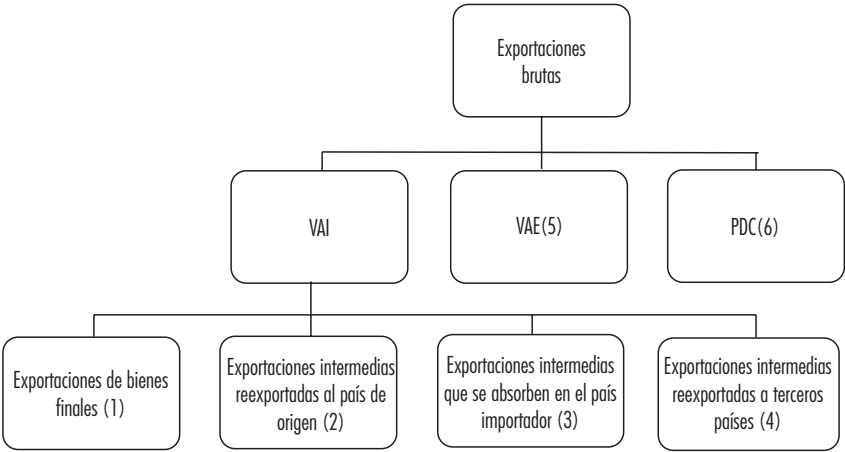 Exportaciones
brutas
VAI
VAE(5)
PDC(6)
Exportaciones de bienes
finales (1)
Exportaciones intermedias
reexportadas al país de
origen (2)
Exportaciones intermedias
que se absorben en el país
importador (3)
Exportaciones intermedias
reexportadas a terceros
países (4)